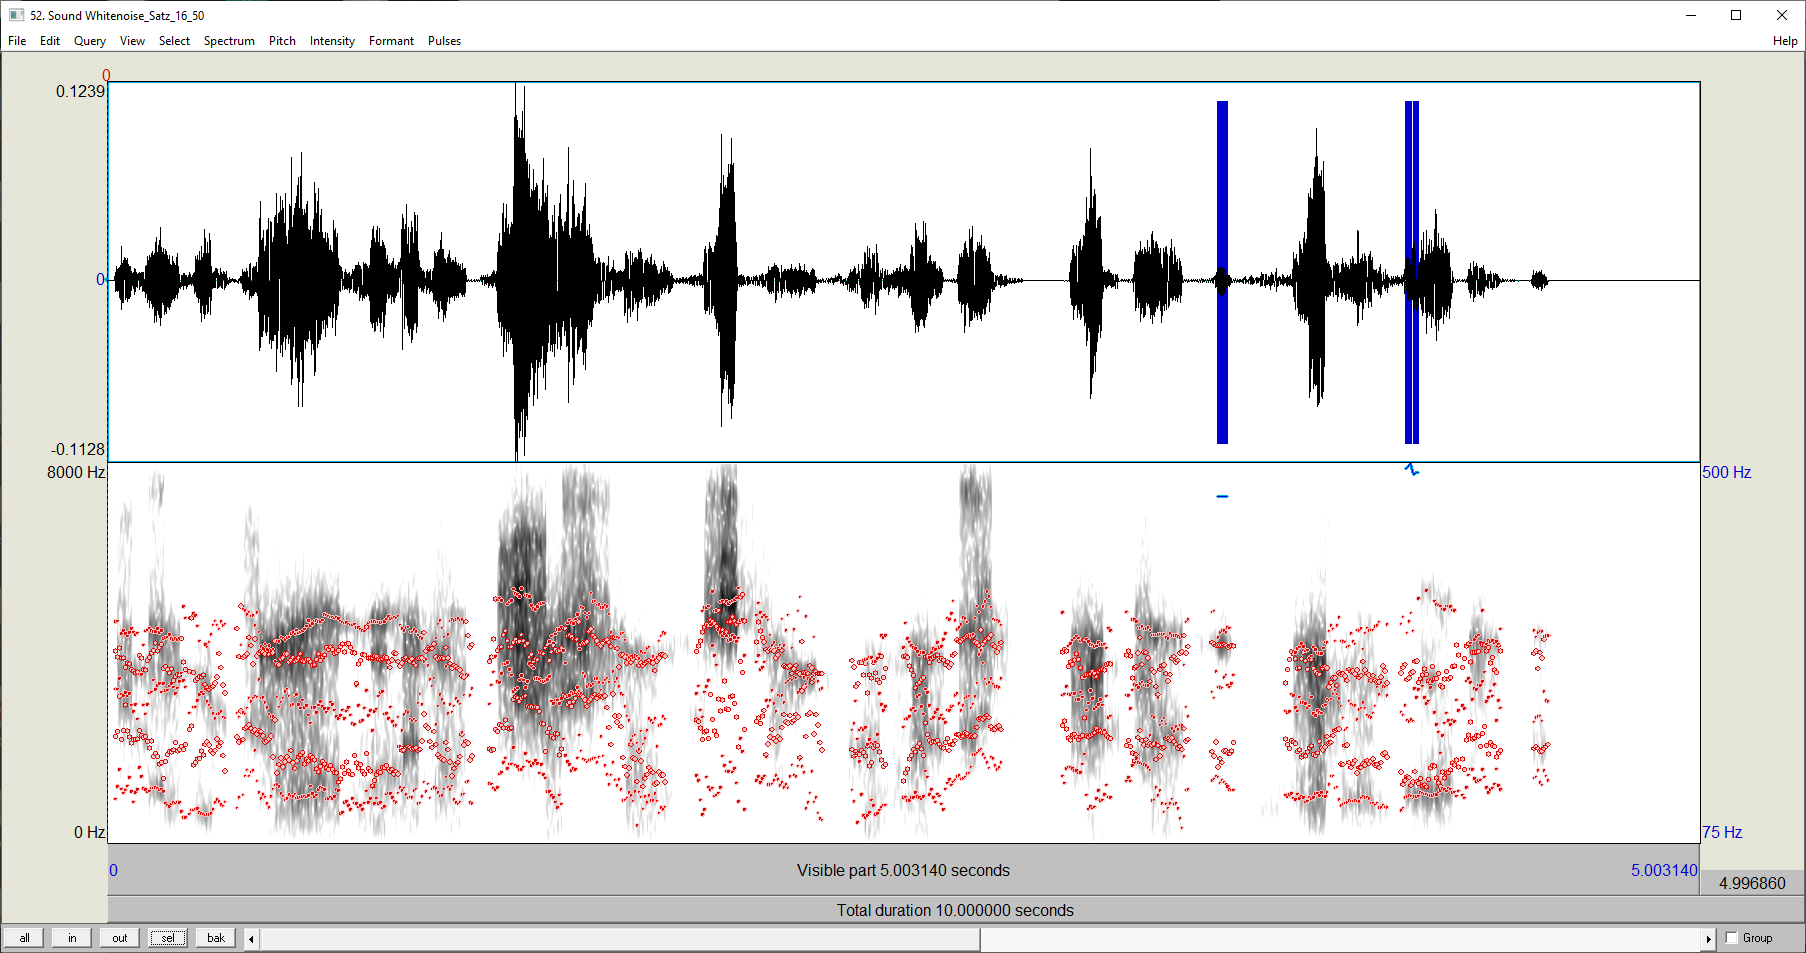 52. Sound Whitenoise_Satz_16_50
File Edit Query View Select Spectrum Pitch Intensity Formant Pulses Help
0
0.1239
0
-0.1128
8000 Hz 500 Hz
0 Hz 75 Hz
0 Visible part 5.003140 seconds 5.003140 4.996860
Total duration 10.000000 seconds
all in out sel bak Group